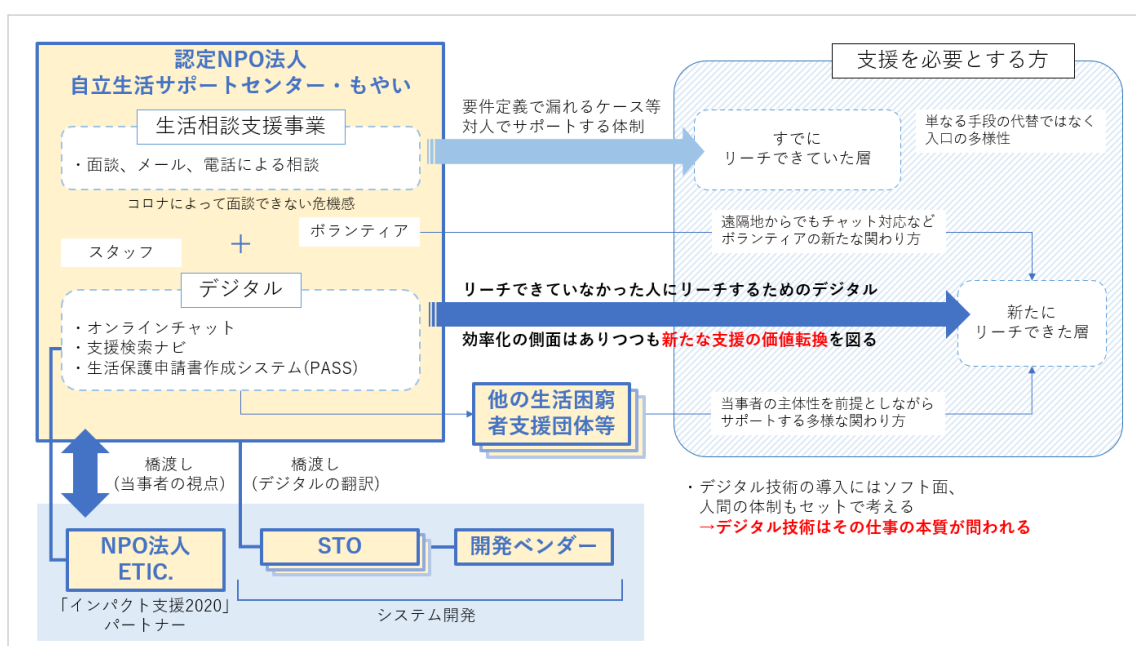 認定NPO法人
自立生活サポートセンター・もやい
生活相談支援事業
・面談、メール、電話による相談
コロナによって面談できない危機感
ボランティア
+
スタッフ
デジタル
・オンラインチャット
・支援検索ナビ
・生活保護申請書作成システム(PASS)
要件定義で漏れるケース等
対人でサポートする体制
支援を必要とする方
すでに
リーチできていた層
単なる手段の代替ではなく
入口の多様性
遠隔地からでもチャット対応など
ボランティアの新たな関わり方
リーチできていなかった人にリーチするためのデジタル
効率化の側面はありつつも新たな支援の価値転換を図る
新たに
リーチできた層
他の生活困窮
者支援団体等
当事者の主体性を前提としながら
サポートする多様な関わり方
橋渡し
(当事者の視点)
橋渡し
(デジタルの翻訳)
・デジタル技術の導入にはソフト面、
人間の体制もセットで考える
→デジタル技術はその仕事の本質が問われる
NPO法人
ETIC.
「インパクト支援2020」
パートナー
STO
開発ベンダー
システム開発